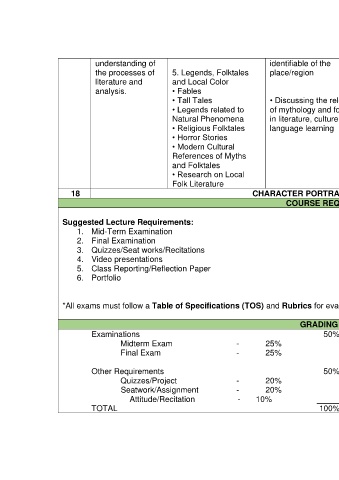 understanding of
the processes of
literature and
analysis.
5. Legends, Folktales
and Local Color
• Fables
• Tall Tales
• Legends related to
Natural Phenomena
• Religious Folktales
• Horror Stories
• Modern Cultural
References of Myths
and Folktales
• Research on Local
Folk Literature
identifiable of the
place/region
• Discussing the rel
of mythology and fo
in literature, culture
language learning
18 CHARACTER PORTRA
COURSE REQ
Suggested Lecture Requirements:
1. Mid-Term Examination
2. Final Examination
3. Quizzes/Seat works/Recitations
4. Video presentations
5. Class Reporting/Reflection Paper
6. Portfolio
*All exams must follow a Table of Specifications (TOS) and Rubrics for eva
GRADING
Examinations 50%
Midterm Exam - 25%
Final Exam - 25%
Other Requirements 50%
Quizzes/Project - 20%
Seatwork/Assignment - 20%
Attitude/Recitation - 10%
TOTAL 100%